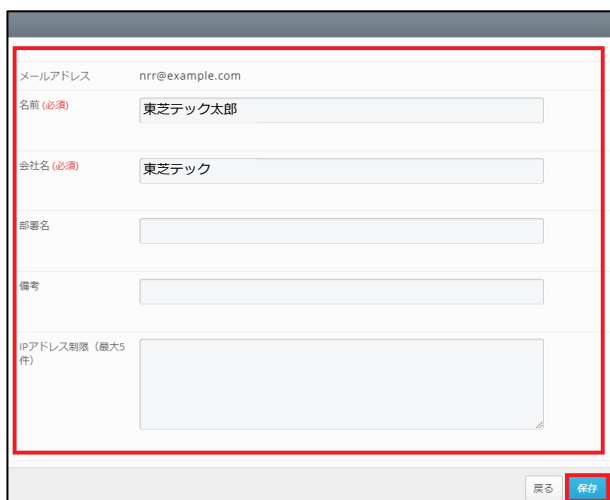 メールアドレス nrr@example.com
名前 (必須) 東芝テック太郎
会社名 (必須) 東芝テック
部署名
備考
IPアドレス制限（最大5
件）
戻る 保存